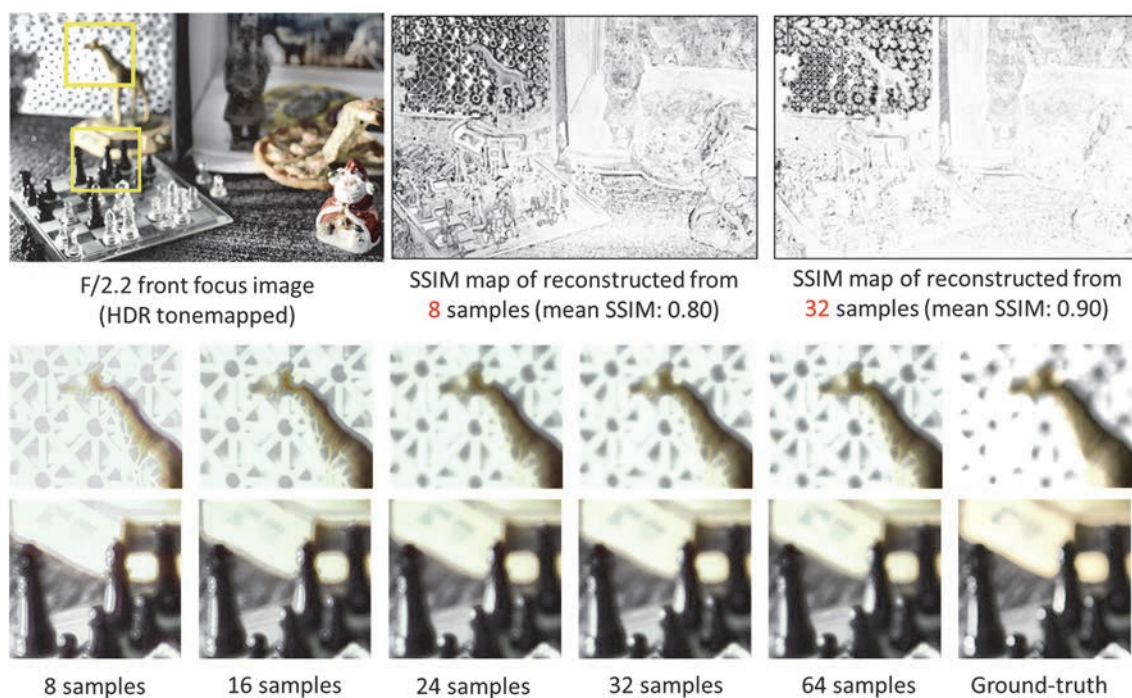 F/2.2 front focus image
(HDR tonemapped)
SSIM map of reconstructed from
8 samples (mean SSIM: 0.80)
SSIM map of reconstructed from
32 samples (mean SSIM: 0.90)
8 samples
16 samples
24 samples
32 samples
64 samples
Ground-truth